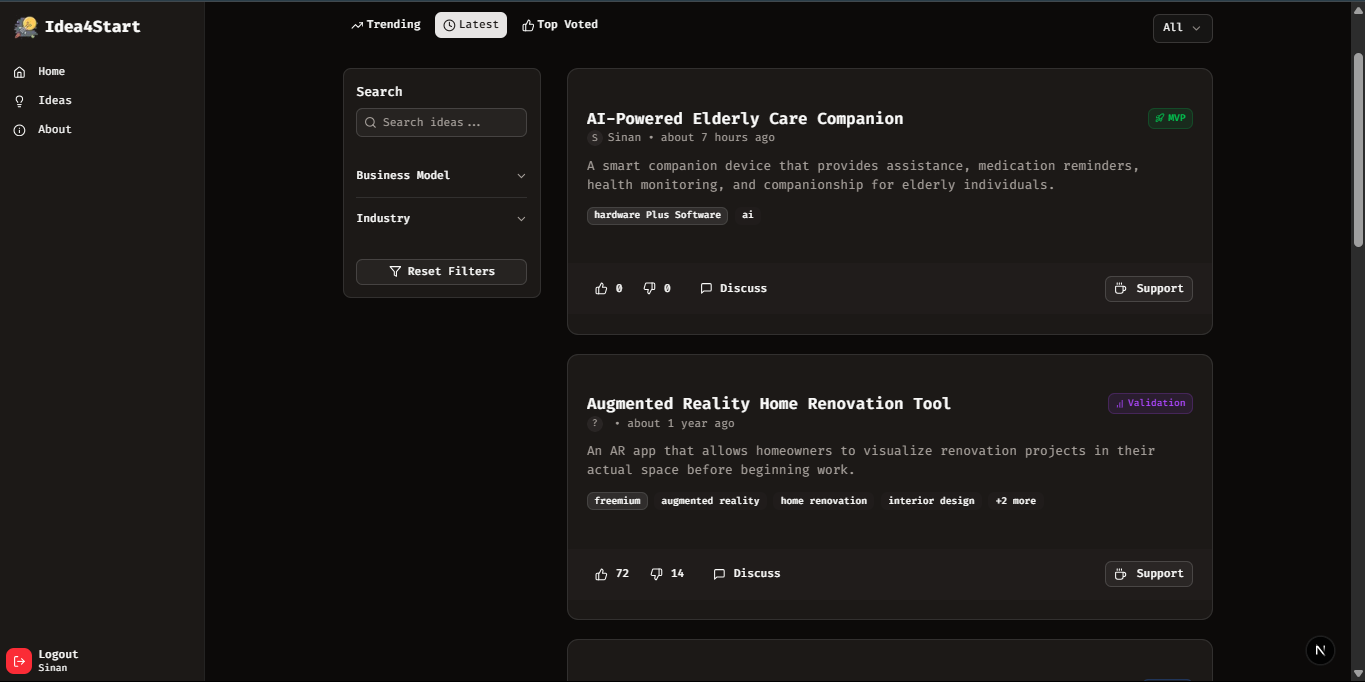 Idea4Start
Home
Ideas
About
Logout
Sinan
Trending Latest Top Voted
All
Search
Search ideas...
Business Model
Industry
Reset Filters
AI-Powered Elderly Care Companion
MVP
S Sinan • about 7 hours ago
A smart companion device that provides assistance, medication reminders,
health monitoring, and companionship for elderly individuals.
hardware Plus Software ai
0 0 Discuss Support
Augmented Reality Home Renovation Tool
Validation
? • about 1 year ago
An AR app that allows homeowners to visualize renovation projects in their
actual space before beginning work.
freemium augmented reality home renovation interior design +2 more
72 14 Discuss Support
N